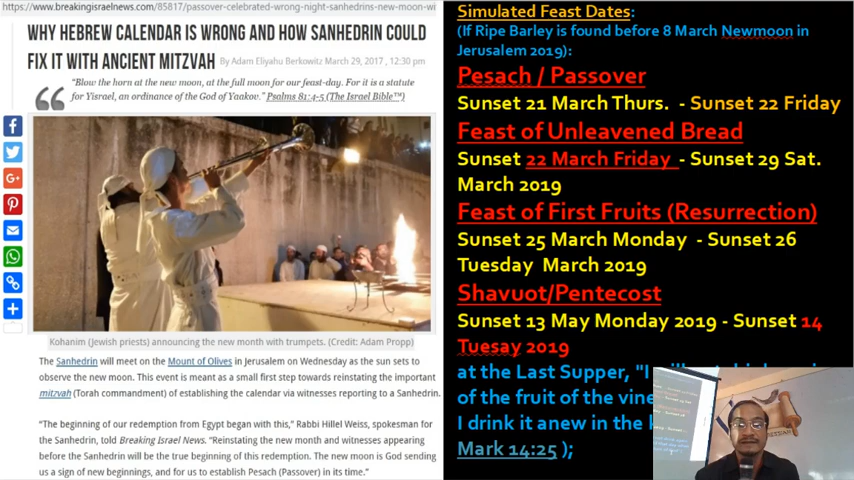 https://www.breakingisraelnews.com/85817/passover-celebrated-wrong-night-sanhedrins-new-moon-wi
WHY HEBREW CALENDAR IS WRONG AND HOW SANHEDRIN COULD
FIX IT WITH ANCIENT MITZVAH By Adam Eliyahu Berkowitz March 29, 2017 , 12:30 pm
“Blow the horn at the new moon, at the full moon for our feast-day. For it is a statute
for Yisrael, an ordinance of the God of Yaakov.” Psalms 81:4-5 (The Israel Bible™)
Kohanim (Jewish priests) announcing the new month with trumpets. (Credit: Adam Propp)
The Sanhedrin will meet on the Mount of Olives in Jerusalem on Wednesday as the sun sets to
observe the new moon. This event is meant as a small first step towards reinstating the important
mitzvah (Torah commandment) of establishing the calendar via witnesses reporting to a Sanhedrin.
“The beginning of our redemption from Egypt began with this,” Rabbi Hillel Weiss, spokesman for
the Sanhedrin, told Breaking Israel News. “Reinstating the new month and witnesses appearing
before the Sanhedrin will be the true beginning of this redemption. The new moon is God sending
us a sign of new beginnings, and for us to establish Pesach (Passover) in its time.”
Simulated Feast Dates:
(If Ripe Barley is found before 8 March Newmoon in
Jerusalem 2019):
Pesach / Passover
Sunset 21 March Thurs. - Sunset 22 Friday
Feast of Unleavened Bread
Sunset 22 March Friday - Sunset 29 Sat.
March 2019
Feast of First Fruits (Resurrection)
Sunset 25 March Monday - Sunset 26
Tuesday March 2019
Shavuot/Pentecost
Sunset 13 May Monday 2019 - Sunset 14
Tuesay 2019
at the Last Supper, "I
of the fruit of the vine
I drink it anew in the
Mark 14:25 );